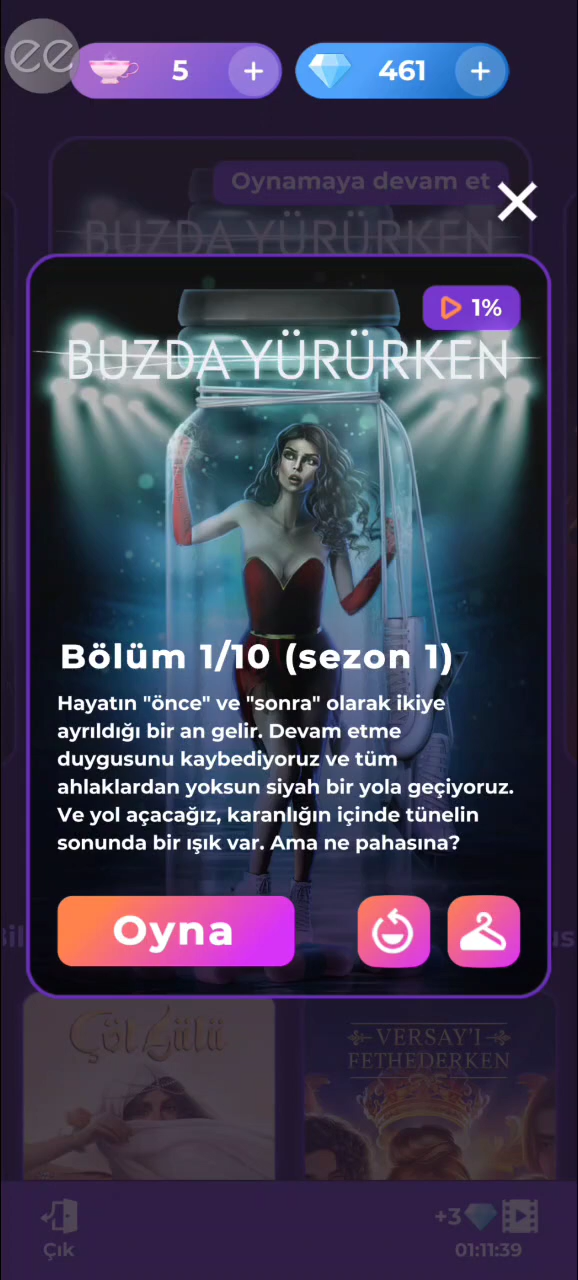 ee
5
+
461
+
Oynamaya devam et
BUZDA YÜRÜRKEN
1%
BUZDA YÜRÜRKEN
Bölüm 1/10 (sezon 1)
Hayatın "önce" ve "sonra" olarak ikiye
ayrıldığı bir an gelir. Devam etme
duygusunu kaybediyoruz ve tüm
ahlaklardan yoksun siyah bir yola geçiyoruz.
Ve yol açacağız, karanlığın içinde tünelin
sonunda bir ışık var. Ama ne pahasına?
Oyna
Çöl Gülü
VERSAY'I
FETHEDERKEN
+3
Çık
01:11:39